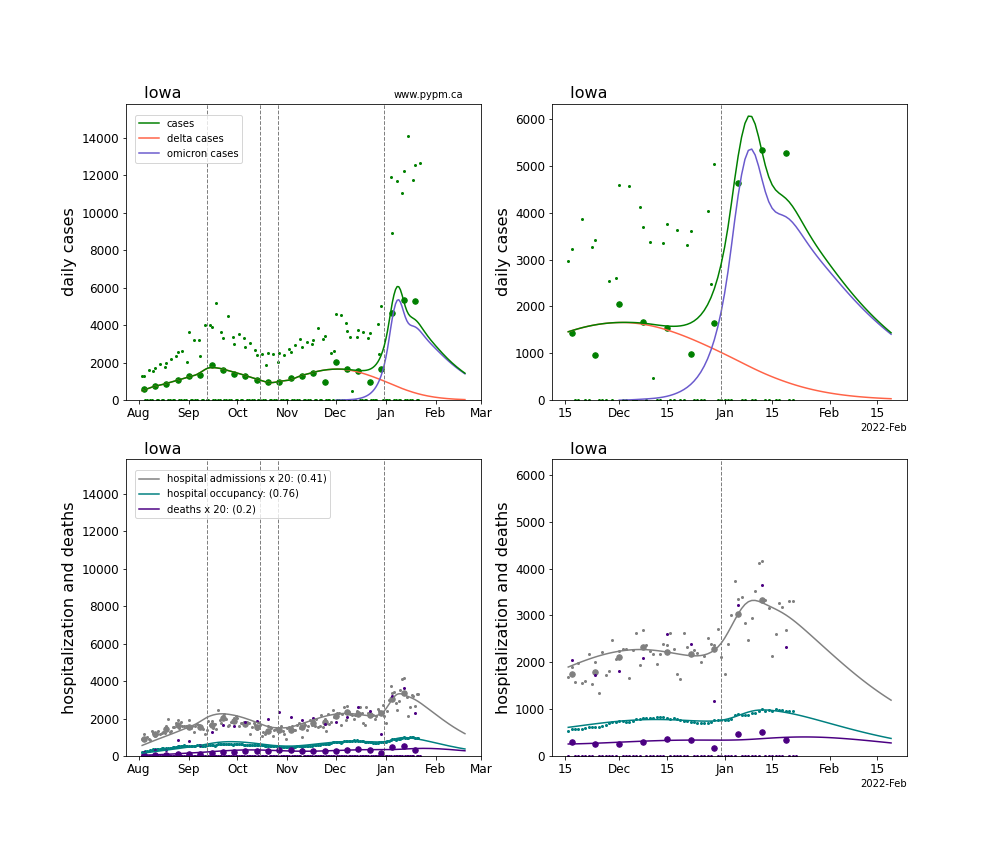 Iowa
www.pypm.ca
daily cases
14000
12000
10000
8000
6000
4000
2000
0
cases
delta cases
omicron cases
Aug Sep Oct Nov Dec Jan Feb Mar
Iowa
daily cases
6000
5000
4000
3000
2000
1000
0
15 Dec 15 Jan 15 Feb 15
2022-Feb
Iowa
hospitalization and deaths
14000
12000
10000
8000
6000
4000
2000
0
hospital admissions x 20: (0.41)
hospital occupancy: (0.76)
deaths x 20: (0.2)
Aug Sep Oct Nov Dec Jan Feb Mar
Iowa
hospitalization and deaths
6000
5000
4000
3000
2000
1000
0
15 Dec 15 Jan 15 Feb 15
2022-Feb